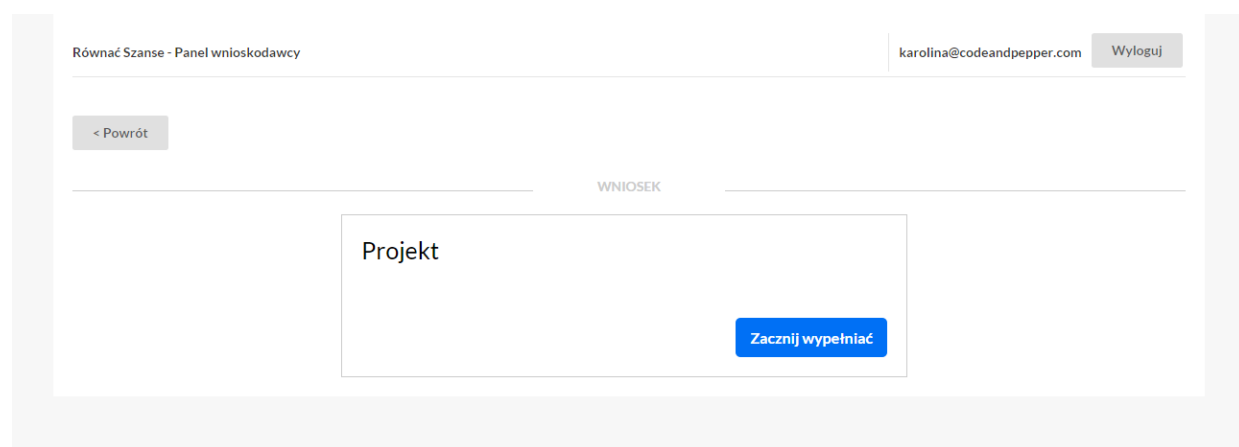 Równać Szanse - Panel wnioskodawcy
karolina@codeandpepper.com
Wyloguj
< Powrót
WNIOSEK
Projekt
Zacznij wypełniać